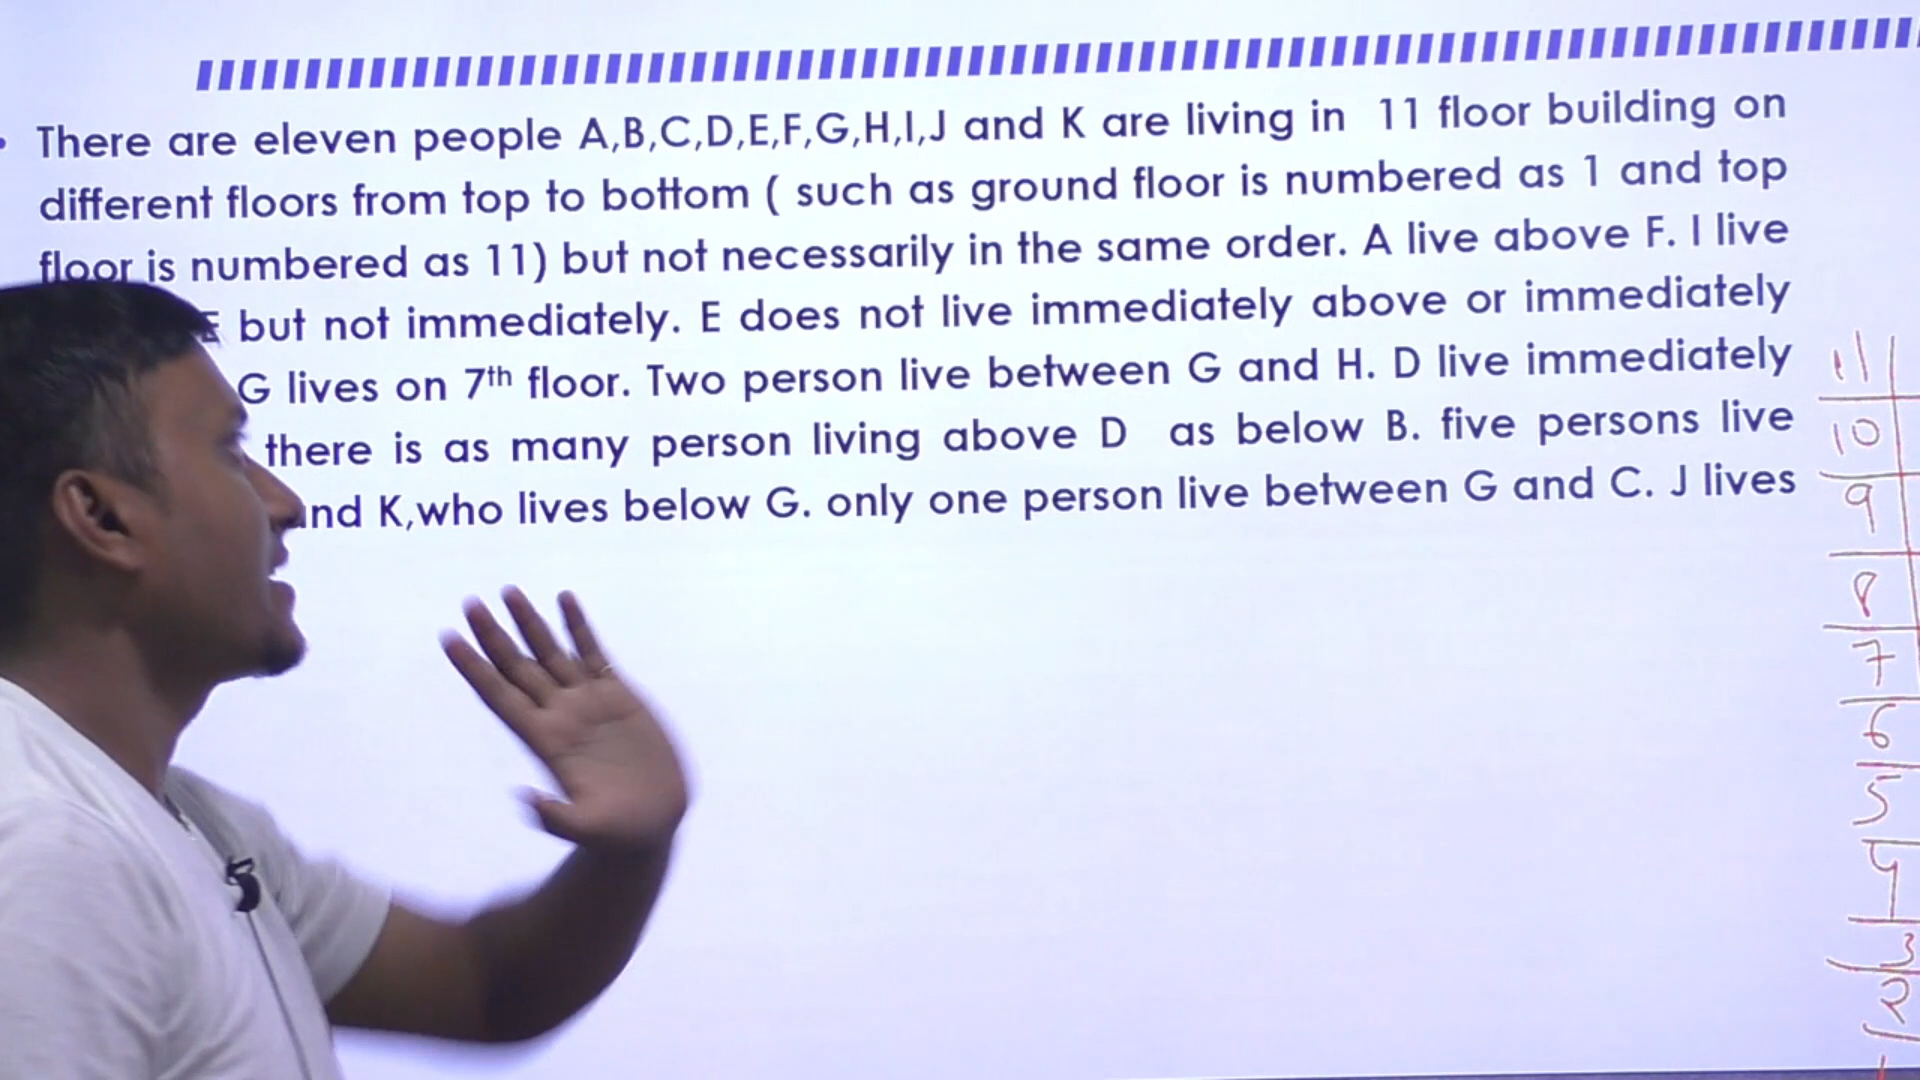 There are eleven people A,B,C,D,E,F,G,H,I,J and K are living in 11 floor building on
different floors from top to bottom ( such as ground floor is numbered as 1 and top
floor is numbered as 11) but not necessarily in the same order. A live above F. I live
E but not immediately. E does not live immediately above or immediately
G lives on 7th floor. Two person live between G and H. D live immediately
there is as many person living above D as below B. five persons live
and K,who lives below G. only one person live between G and C. J lives
11
10
9
8
7
6
5
4
3
2